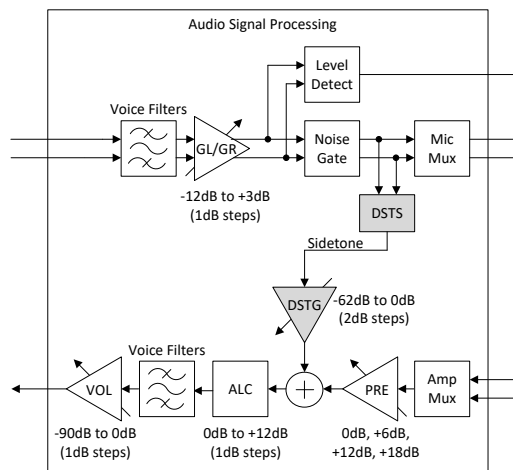 Audio Signal Processing
Level
Detect
Voice Filters
GL/GR
Noise
Gate
Mic
Mux
-12dB to +3dB
(1dB steps)
DSTS
Sidetone
DSTG
-62dB to 0dB
(2dB steps)
Voice Filters
VOL
ALC
+
PRE
Amp
Mux
-90dB to 0dB
(1dB steps)
0dB to +12dB
(1dB steps)
0dB, +6dB,
+12dB, +18dB